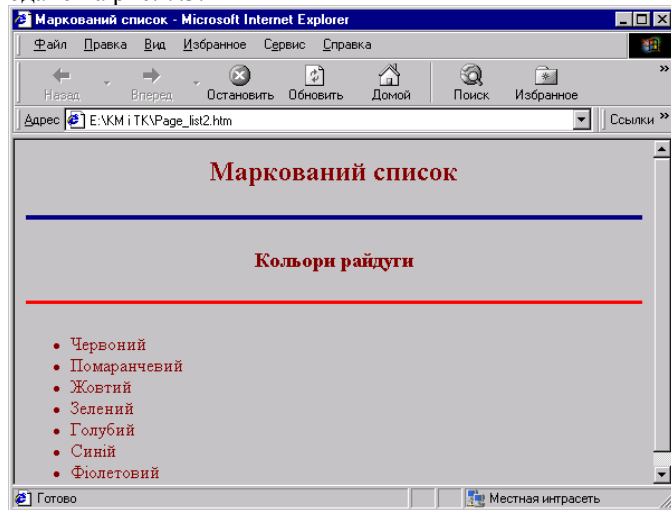 Маркований список - Microsoft Internet Explorer
Файл Правка Вид Избранное Сервис Справка
Назад Вперед Остановить Обновить Домой Поиск Избранное »
Адрес E:\KM i TK\Page_list2.htm Ссылки »
Маркований список
Кольори райдуги
• Червоний
• Помаранчевий
• Жовтий
• Зелений
• Голубий
• Синій
• Фіолетовий
Готово Местная интрасеть